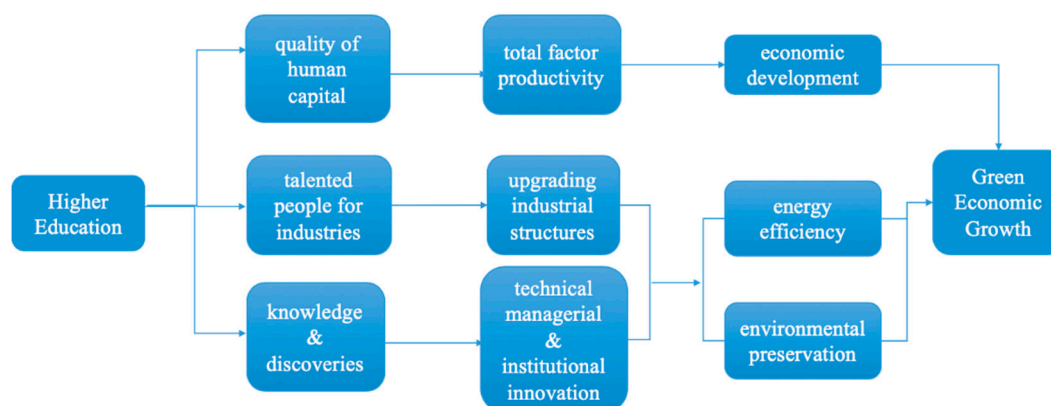 quality of
human
capital
total factor
productivity
economic
development
Higher
Education
talented
people for
industries
upgrading
industrial
structures
energy
efficiency
Green
Economic
Growth
knowledge
&
discoveries
technical
managerial
&
institutional
innovation
environmental
preservation